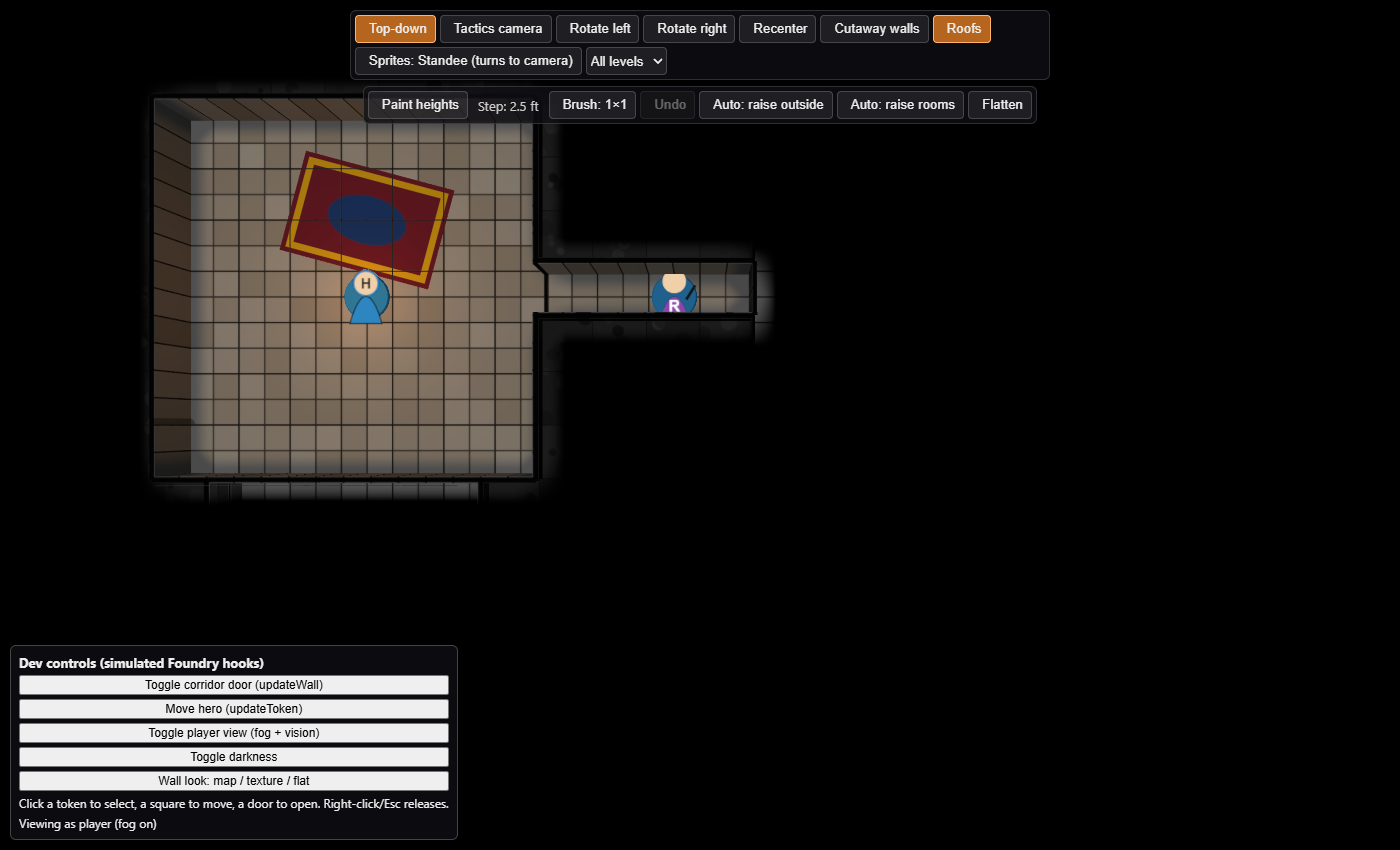 Top-down Tactics camera Rotate left Rotate right Recenter Cutaway walls Roofs
Sprites: Standee (turns to camera) All levels
Paint heights Step: 2.5 ft Brush: 1×1 Undo Auto: raise outside Auto: raise rooms Flatten
H
R
Dev controls (simulated Foundry hooks)
Toggle corridor door (updateWall)
Move hero (updateToken)
Toggle player view (fog + vision)
Toggle darkness
Wall look: map / texture / flat
Click a token to select, a square to move, a door to open. Right-click/Esc releases.
Viewing as player (fog on)